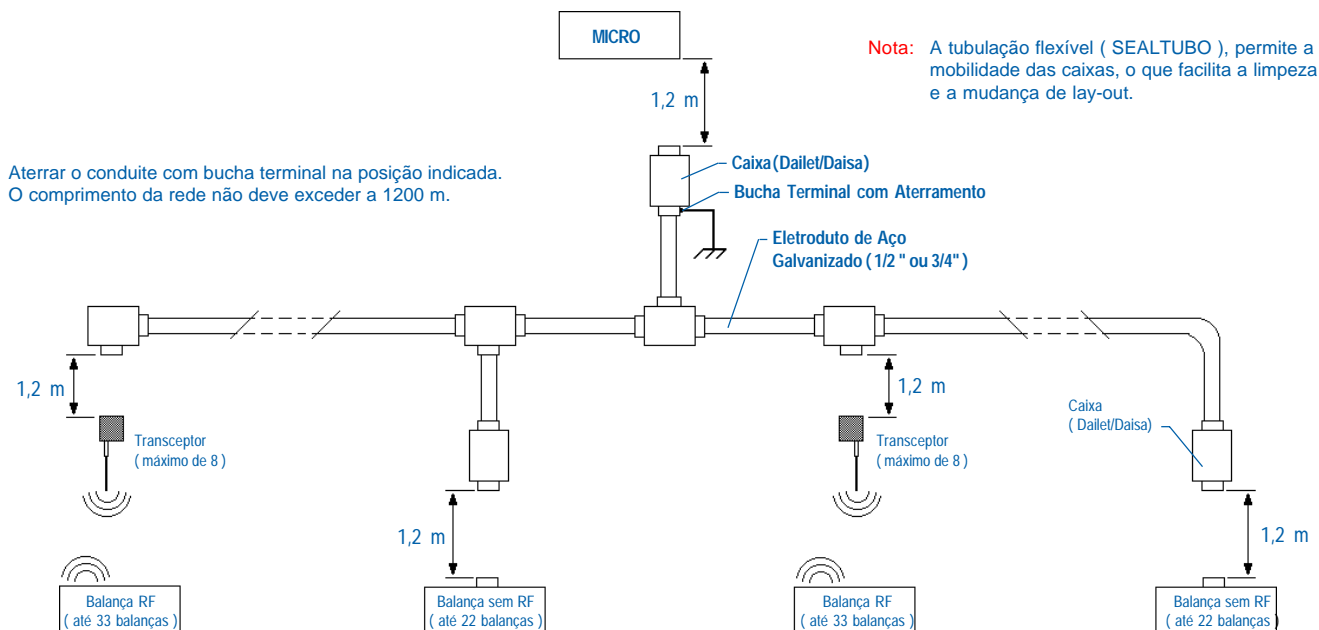 MICRO
Nota: A tubulação flexível ( SEALTUBO ), permite a
mobilidade das caixas, o que facilita a limpeza
e a mudança de lay-out.
1,2 m
Aterrar o conduite com bucha terminal na posição indicada.
O comprimento da rede não deve exceder a 1200 m.
Caixa (Dailet/Daisa)
Bucha Terminal com Aterramento
Eletroduto de Aço
Galvanizado ( 1/2 " ou 3/4" )
1,2 m
1,2 m
Caixa
( Dailet/Daisa)
Transceptor
( máximo de 8 )
Transceptor
( máximo de 8 )
1,2 m
1,2 m
Balança RF
( até 33 balanças )
Balança sem RF
( até 22 balanças )
Balança RF
( até 33 balanças )
Balança sem RF
( até 22 balanças )